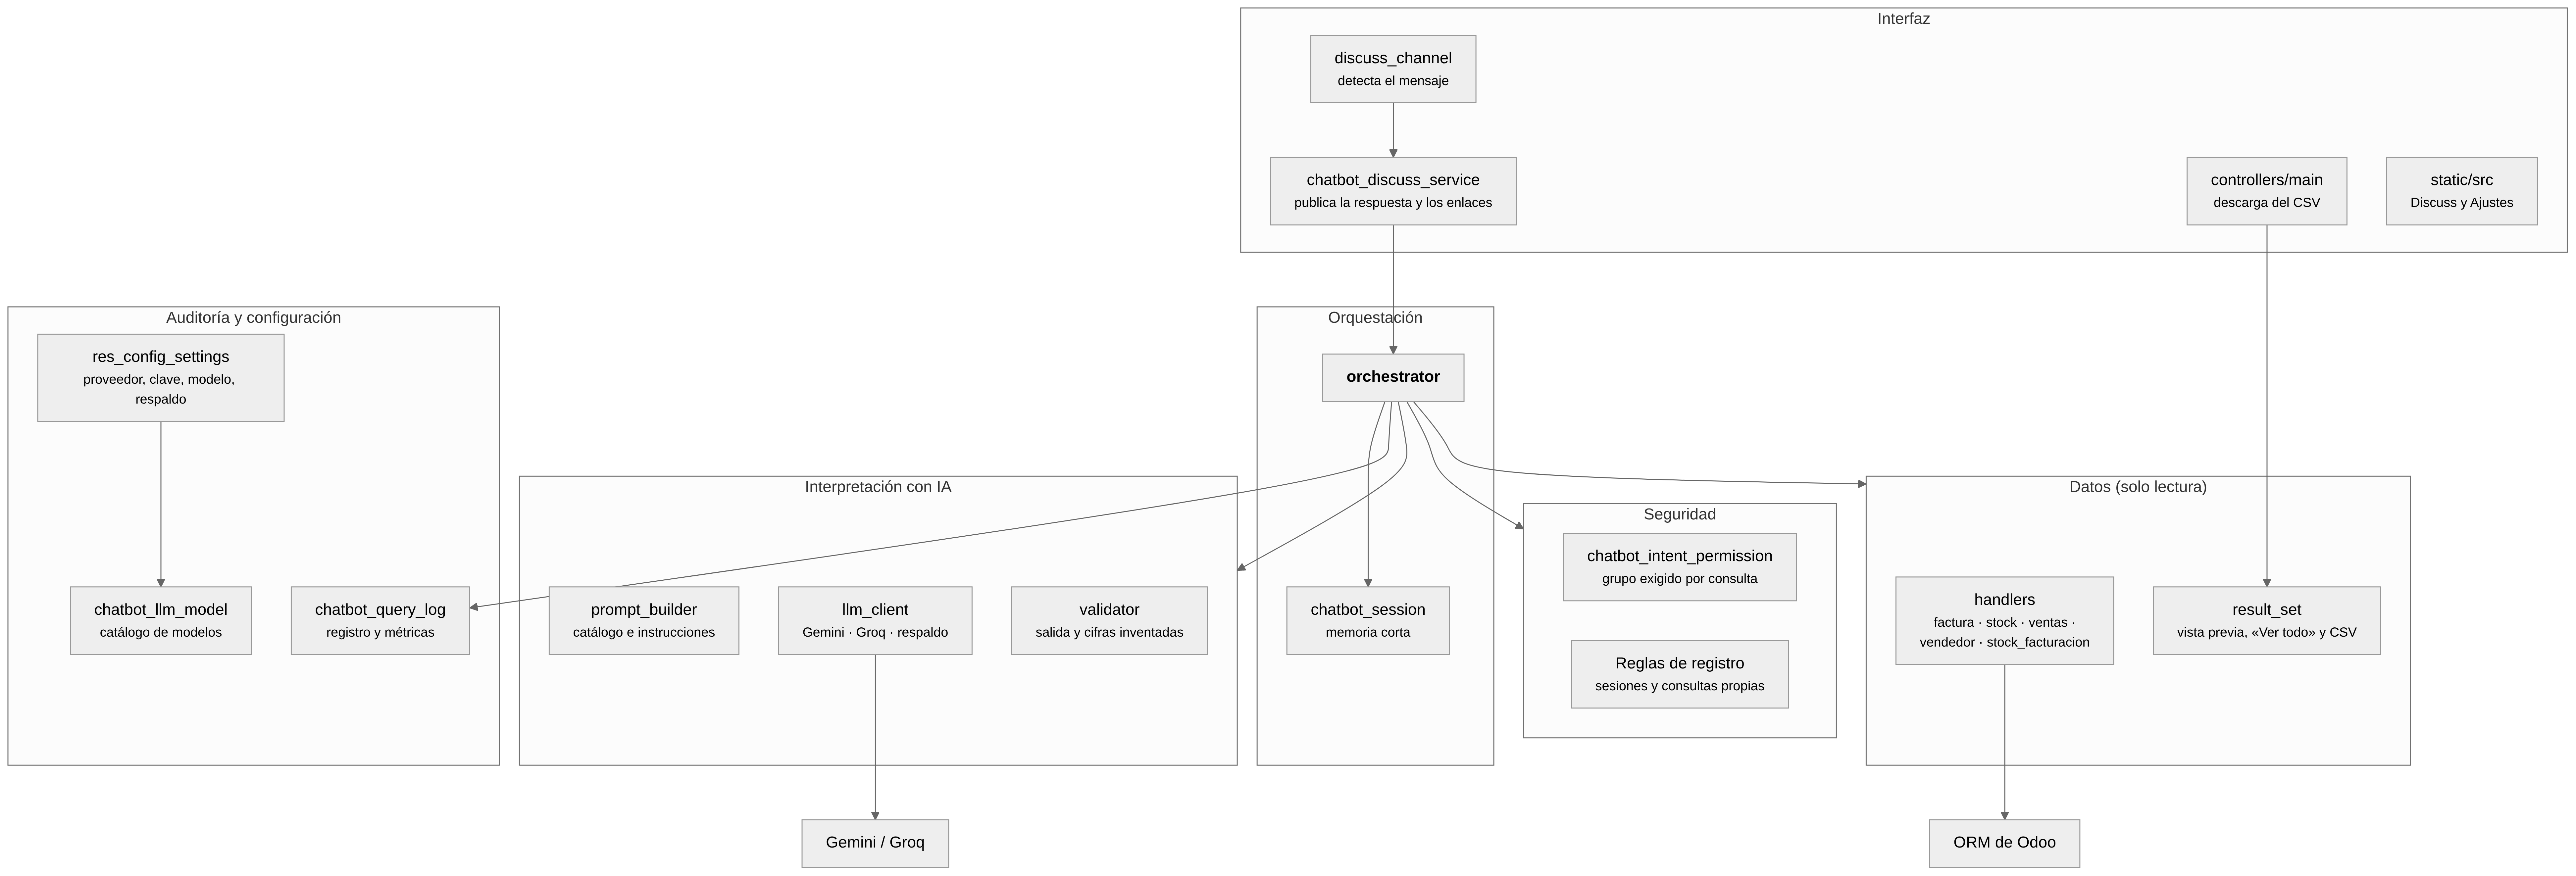 Interfaz
discuss_channel
detecta el mensaje
chatbot_discuss_service
publica la respuesta y los enlaces
controllers/main
descarga del CSV
static/src
Discuss y Ajustes
Auditoría y configuración
res_config_settings
proveedor, clave, modelo,
respaldo
chatbot_llm_model
catálogo de modelos
chatbot_query_log
registro y métricas
Interpretación con IA
prompt_builder
catálogo e instrucciones
llm_client
Gemini · Groq · respaldo
validator
salida y cifras inventadas
Orquestación
orchestrator
chatbot_session
memoria corta
Seguridad
chatbot_intent_permission
grupo exigido por consulta
Reglas de registro
sesiones y consultas propias
Datos (solo lectura)
handlers
factura · stock · ventas ·
vendedor · stock_facturacion
result_set
vista previa, «Ver todo» y CSV
Gemini / Groq
ORM de Odoo